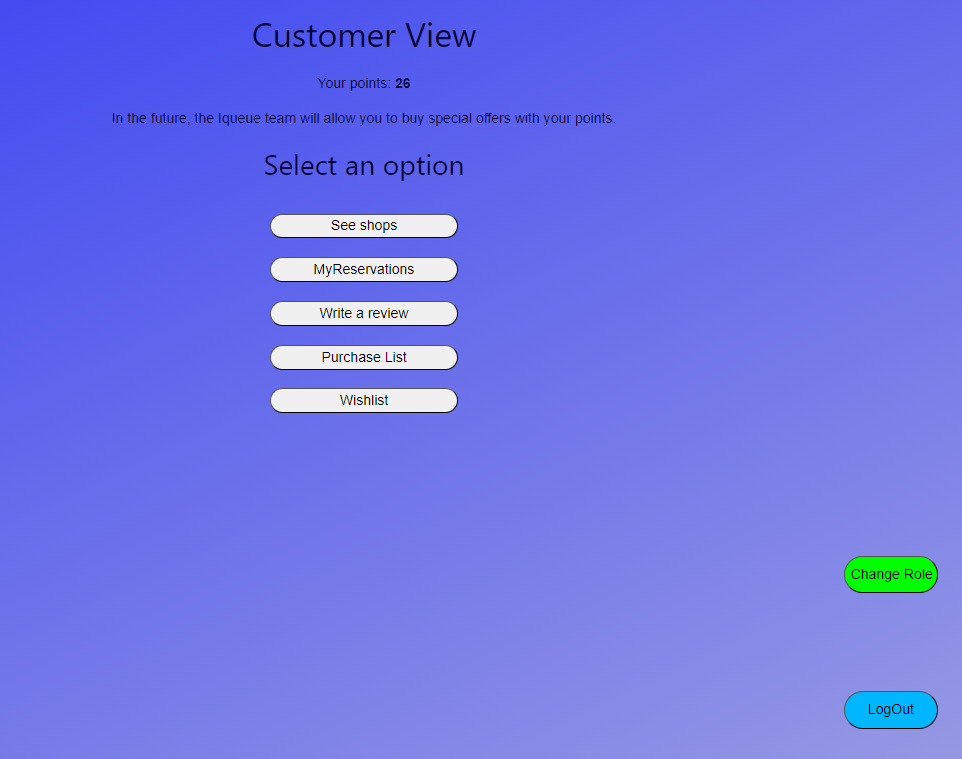 Customer View
Your points: 26
In the future, the Iqueue team will allow you to buy special offers with your points.
Select an option
See shops
MyReservations
Write a review
Purchase List
Wishlist
Change Role
LogOut